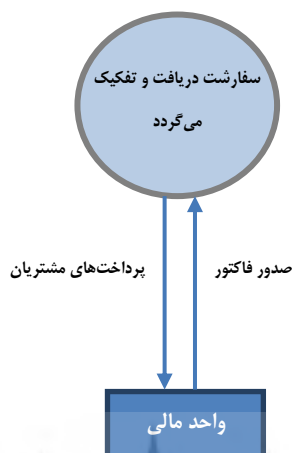 سفارشت دریافت و تفکیک
می‌گردد
صدور فاکتور
پرداخت‌های مشتریان
واحد مالی